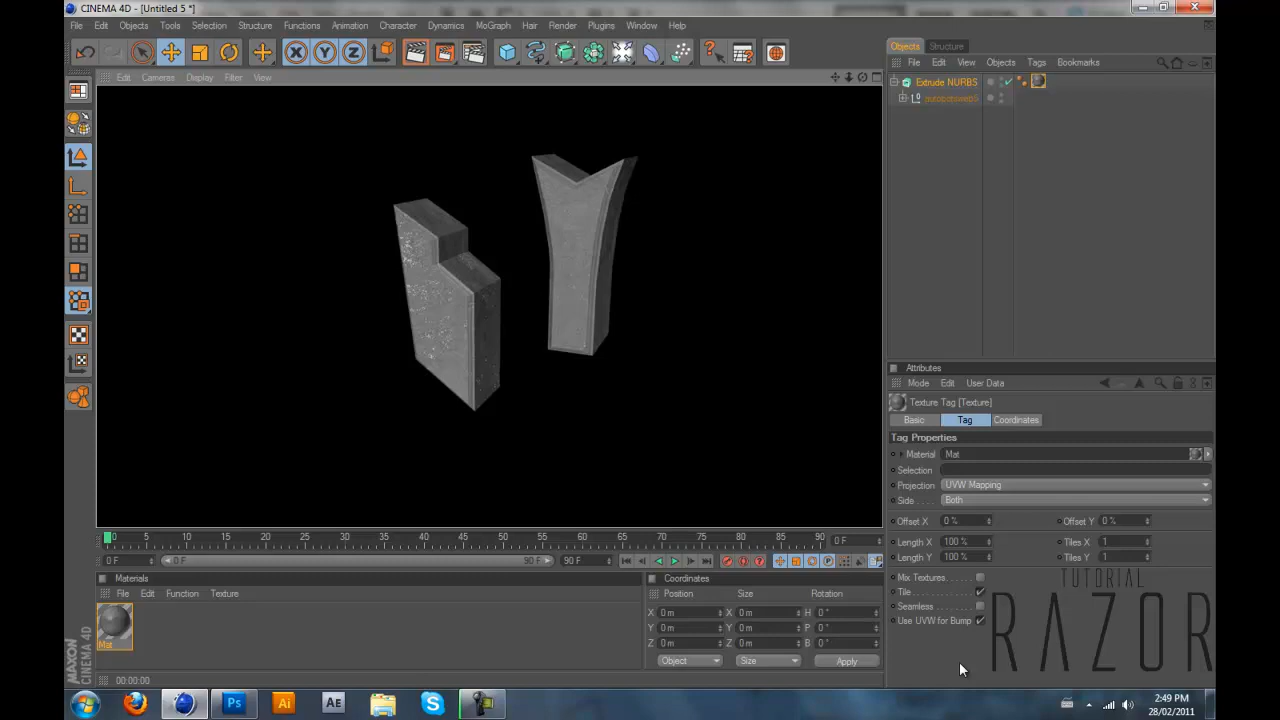 CINEMA 4D - [Untitled 5 *]
File Edit Objects Tools Selection Structure Functions Animation Character Dynamics MoGraph Hair Render Plugins Window Help
Objects Structure
File Edit View Objects Tags Bookmarks
Edit Cameras Display Filter View
Extrude NURBS
Attributes
Mode Edit User Data
Texture Tag [Texture]
Basic Tag Coordinates
Tag Properties
Material Mat
Selection
Projection UVW Mapping
Side Both
Offset X 0 % Offset Y 0 %
Length X 100 % Tiles X 1
Length Y 100 % Tiles Y 1
Mix Textures
Tile
Seamless
Use UVW for Bump
TUTORIAL
RAZOR
0 5 10 15 20 25 30 35 40 45 50 55 60 65 70 75 80 85 90 0 F
0 F 0 F 90 F 90 F
Materials
File Edit Function Texture
Mat
Coordinates
Position Size Rotation
X 0 m X 0 m H 0 °
Y 0 m Y 0 m P 0 °
Z 0 m Z 0 m B 0 °
Object Size Apply
MAXON
CINEMA 4D
00:00:00
Ps Ai AE
2:49 PM
28/02/2011